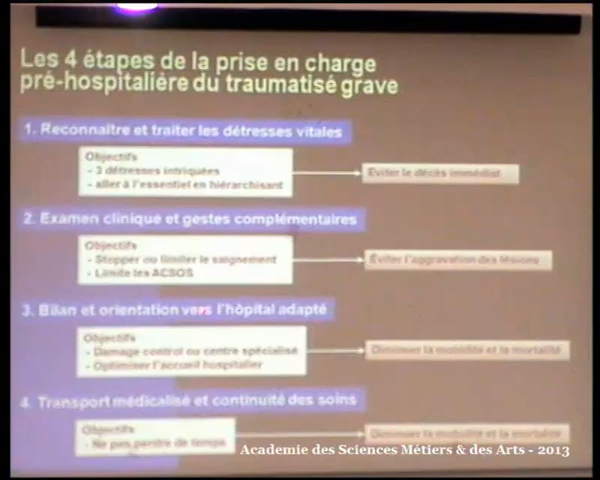 Les 4 étapes de la prise en charge
pré-hospitalière du traumatisé grave
1. Reconnaître et traiter les détresses vitales
Objectifs
- 3 détresses intriquées
- aller à l'essentiel en hiérarchisant
Eviter le décès immédiat
2. Examen clinique et gestes complémentaires
Objectifs
- Stopper ou limiter le saignement
- Limite les ACSOS
Éviter l'aggravation des lésions
3. Bilan et orientation vers l'hôpital adapté
Objectifs
- Damage control ou centre spécialisé
- Optimiser l'accueil hospitalier
Diminuer la et la mortalité
4. Transport médicalisé et continuité des soins
Objectifs
- Ne pas perdre de temps
Diminuer la et la mortalité
Academie des Sciences Métiers & des Arts - 2013